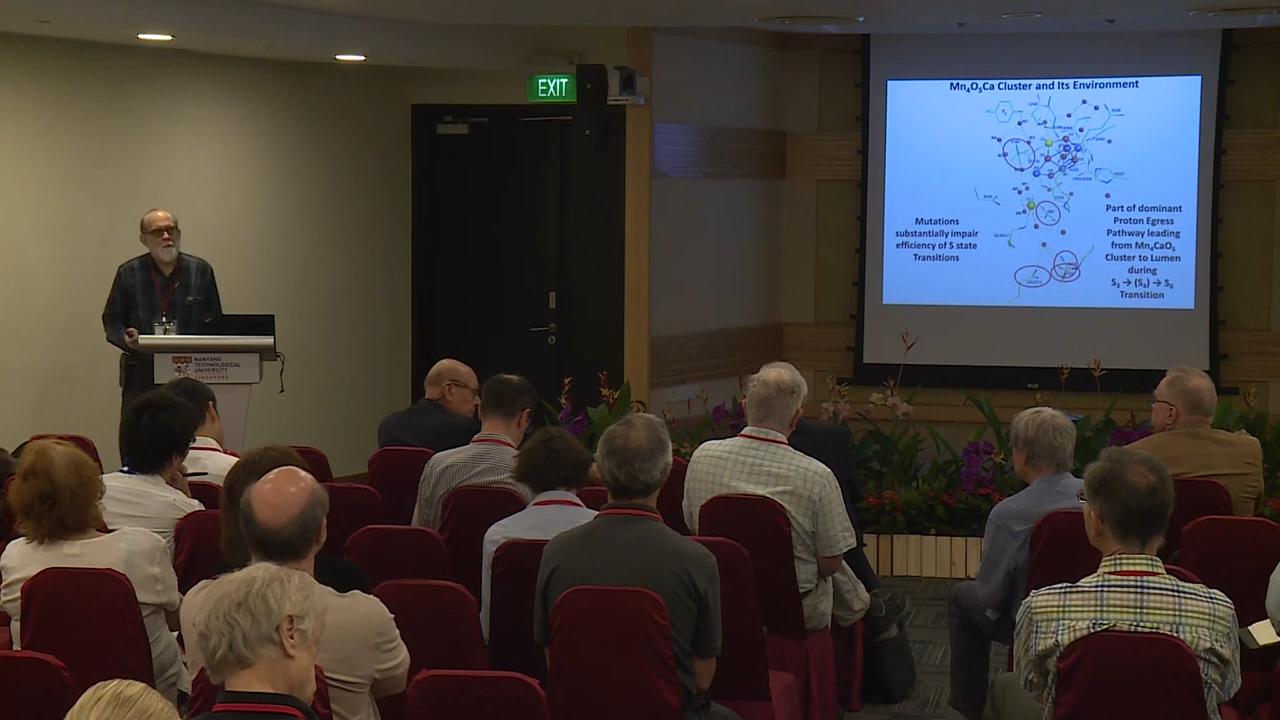 EXIT
Mn₄O₅Ca Cluster and Its Environment
Mutations
substantially impair
efficiency of S state
Transitions
Part of dominant
Proton Egress
Pathway leading
from Mn₄CaO₅
Cluster to Lumen
during
S₃ → (S₄) → S₀
Transition
NANYANG
TECHNOLOGICAL
UNIVERSITY
SINGAPORE